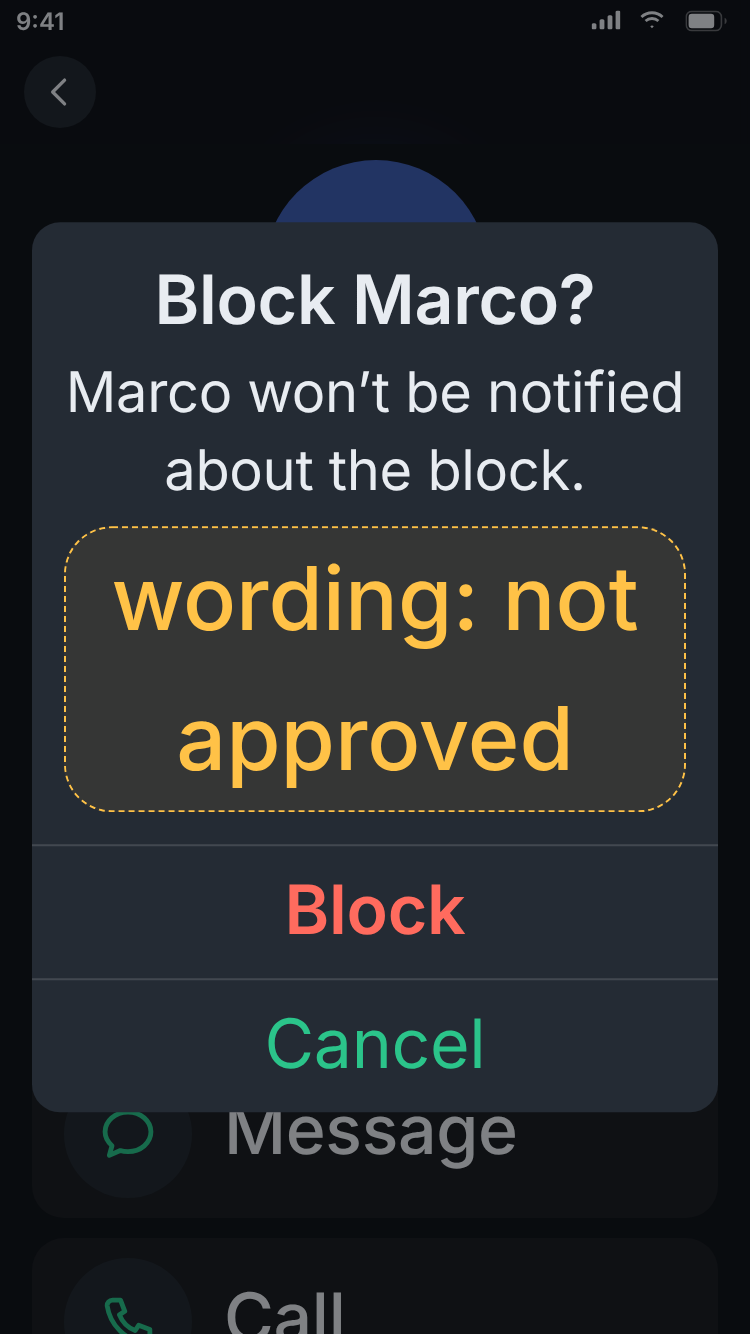 9:41
Block Marco?
Marco won’t be notified
about the block.
wording: not
approved
Block
Cancel
Message
Call